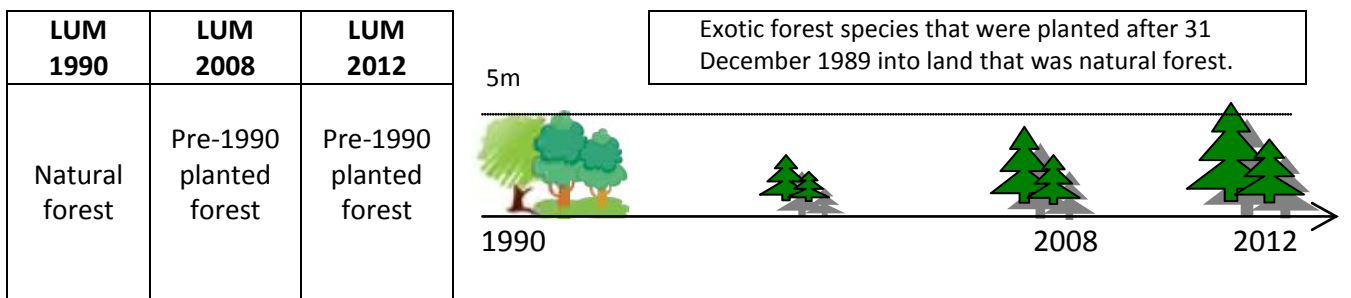 LUM
1990
LUM
2008
LUM
2012
Natural
forest
Pre-1990
planted
forest
Pre-1990
planted
forest
Exotic forest species that were planted after 31
December 1989 into land that was natural forest.
5m
1990
2008
2012